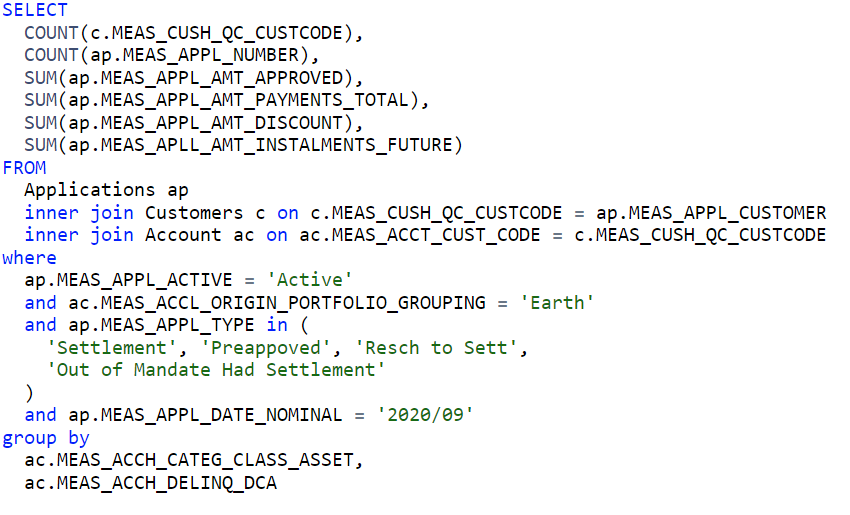 SELECT
COUNT(c.MEAS_CUSH_QC_CUSTCODE),
COUNT(ap.MEAS_APPL_NUMBER),
SUM(ap.MEAS_APPL_AMT_APPROVED),
SUM(ap.MEAS_APPL_AMT_PAYMENTS_TOTAL),
SUM(ap.MEAS_APPL_AMT_DISCOUNT),
SUM(ap.MEAS_APLL_AMT_INSTALMENTS_FUTURE)
FROM
Applications ap
inner join Customers c on c.MEAS_CUSH_QC_CUSTCODE = ap.MEAS_APPL_CUSTOMER
inner join Account ac on ac.MEAS_ACCT_CUST_CODE = c.MEAS_CUSH_QC_CUSTCODE
where
ap.MEAS_APPL_ACTIVE = 'Active'
and ac.MEAS_ACCL_ORIGIN_PORTFOLIO_GROUPING = 'Earth'
and ap.MEAS_APPL_TYPE in (
'Settlement', 'Preappoved', 'Resch to Sett',
'Out of Mandate Had Settlement'
)
and ap.MEAS_APPL_DATE_NOMINAL = '2020/09'
group by
ac.MEAS_ACCH_CATEG_CLASS_ASSET,
ac.MEAS_ACCH_DELINQ_DCA